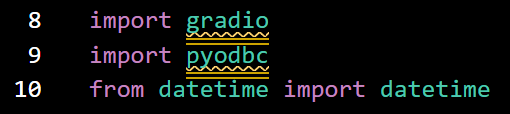 8 import gradio
9 import pyodbc
10 from datetime import datetime